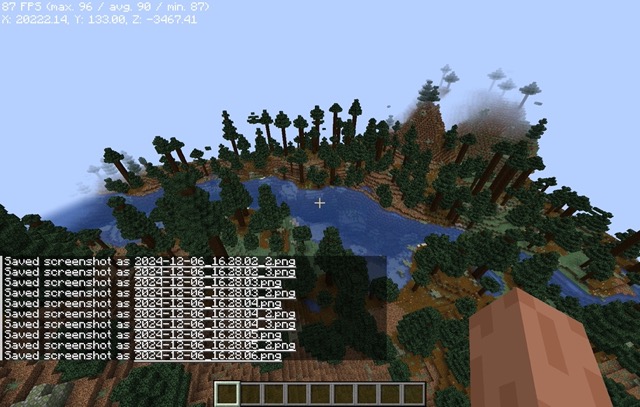 87 FPS (max. 96 / avg. 90 / min. 87)
X: 20222.14, Y: 133.00, Z: -3467.41
Saved screenshot as 2024-12-06_16.28.02_2.png
Saved screenshot as 2024-12-06_16.28.02_3.png
Saved screenshot as 2024-12-06_16.28.03.png
Saved screenshot as 2024-12-06_16.28.03_2.png
Saved screenshot as 2024-12-06_16.28.04.png
Saved screenshot as 2024-12-06_16.28.04_2.png
Saved screenshot as 2024-12-06_16.28.04_3.png
Saved screenshot as 2024-12-06_16.28.05.png
Saved screenshot as 2024-12-06_16.28.05_2.png
Saved screenshot as 2024-12-06_16.28.06.png